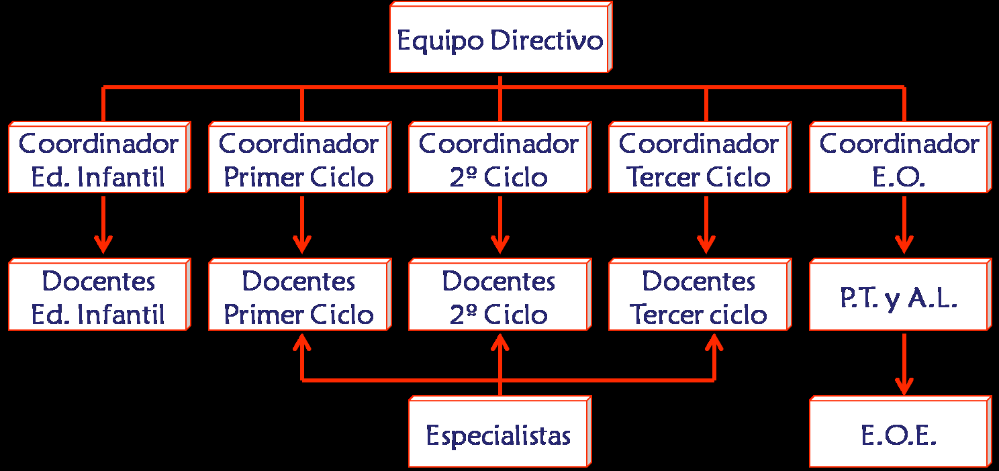 Equipo Directivo
Coordinador
Ed. Infantil
Coordinador
Primer Ciclo
Coordinador
2º Ciclo
Coordinador
Tercer Ciclo
Coordinador
E.O.
Docentes
Ed. Infantil
Docentes
Primer Ciclo
Docentes
2º Ciclo
Docentes
Tercer ciclo
P.T. y A.L.
Especialistas
E.O.E.